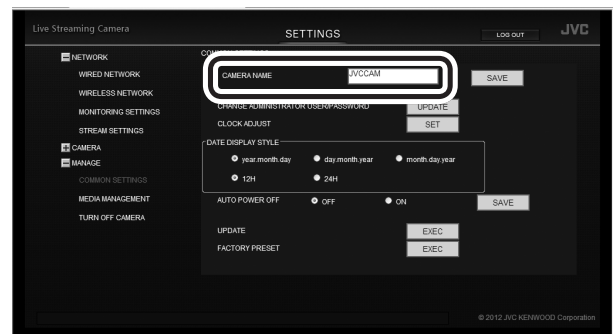 Live Streaming Camera SETTINGS LOG OUT JVC
NETWORK
WIRED NETWORK
WIRELESS NETWORK
MONITORING SETTINGS
STREAM SETTINGS
CAMERA
MANAGE
COMMON SETTINGS
MEDIA MANAGEMENT
TURN OFF CAMERA
CAMERA NAME JVCCAM SAVE
CHANGE ADMINISTRATOR USER/PASSWORD UPDATE
CLOCK ADJUST SET
DATE DISPLAY STYLE
year.month.day day.month.year month.day.year
12H 24H
AUTO POWER OFF OFF ON SAVE
UPDATE EXEC
FACTORY PRESET EXEC
© 2012 JVC KENWOOD Corporation